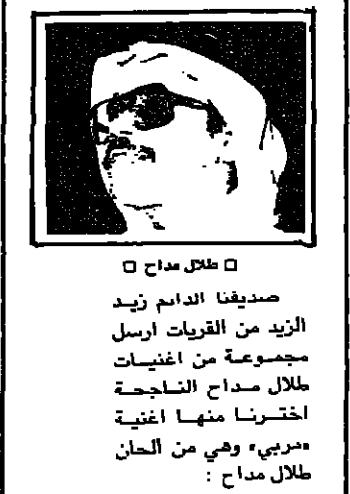 □ طلال مداح □
صديقنا الدائم زيد
الزيد من القريات ارسل
مجموعة من اغنيات
طلال مداح الناجحة
اخترنا منها اغنية
«دربي» وهي من ألحان
طلال مداح :